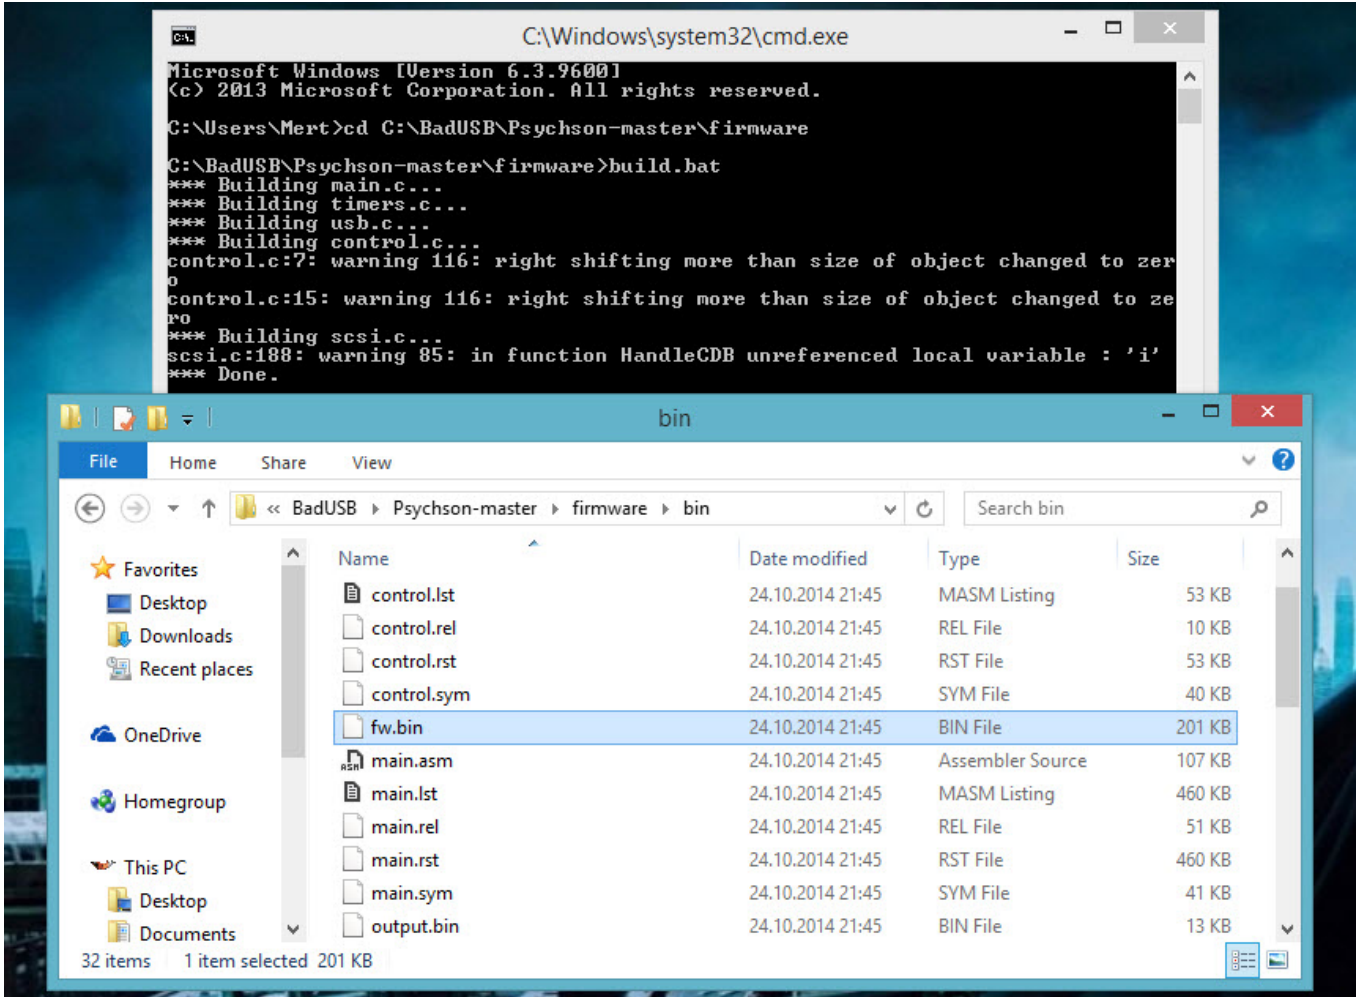 C:\Windows\system32\cmd.exe
Microsoft Windows [Version 6.3.9600]
(c) 2013 Microsoft Corporation. All rights reserved.
C:\Users\Mert>cd C:\BadUSB\Psychson-master\firmware
C:\BadUSB\Psychson-master\firmware>build.bat
*** Building main.c...
*** Building timers.c...
*** Building usb.c...
*** Building control.c...
control.c:7: warning 116: right shifting more than size of object changed to zer
o
control.c:15: warning 116: right shifting more than size of object changed to ze
ro
*** Building scsi.c...
scsi.c:188: warning 85: in function HandleCDB unreferenced local variable : 'i'
*** Done.
bin
File Home Share View
« BadUSB Psychson-master firmware bin Search bin
Favorites
Desktop
Downloads
Recent places
OneDrive
Homegroup
This PC
Desktop
Documents
Name Date modified Type Size
control.lst 24.10.2014 21:45 MASM Listing 53 KB
control.rel 24.10.2014 21:45 REL File 10 KB
control.rst 24.10.2014 21:45 RST File 53 KB
control.sym 24.10.2014 21:45 SYM File 40 KB
fw.bin 24.10.2014 21:45 BIN File 201 KB
main.asm 24.10.2014 21:45 Assembler Source 107 KB
main.lst 24.10.2014 21:45 MASM Listing 460 KB
main.rel 24.10.2014 21:45 REL File 51 KB
main.rst 24.10.2014 21:45 RST File 460 KB
main.sym 24.10.2014 21:45 SYM File 41 KB
output.bin 24.10.2014 21:45 BIN File 13 KB
32 items 1 item selected 201 KB